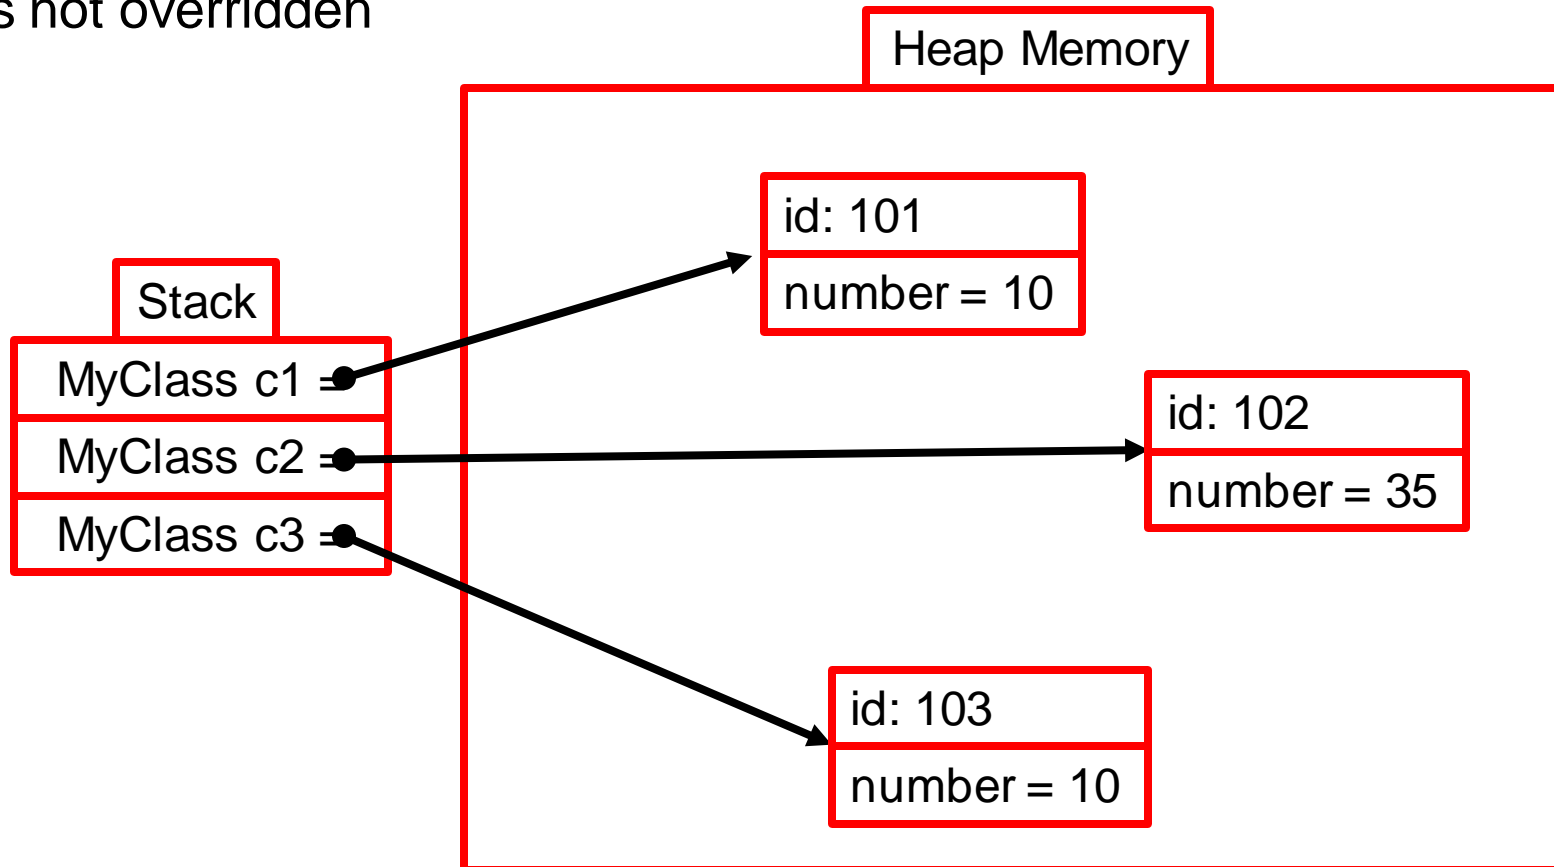 s not overridden
Heap Memory
id: 101
number = 10
Stack
MyClass c1 =
MyClass c2 =
MyClass c3 =
id: 102
number = 35
id: 103
number = 10